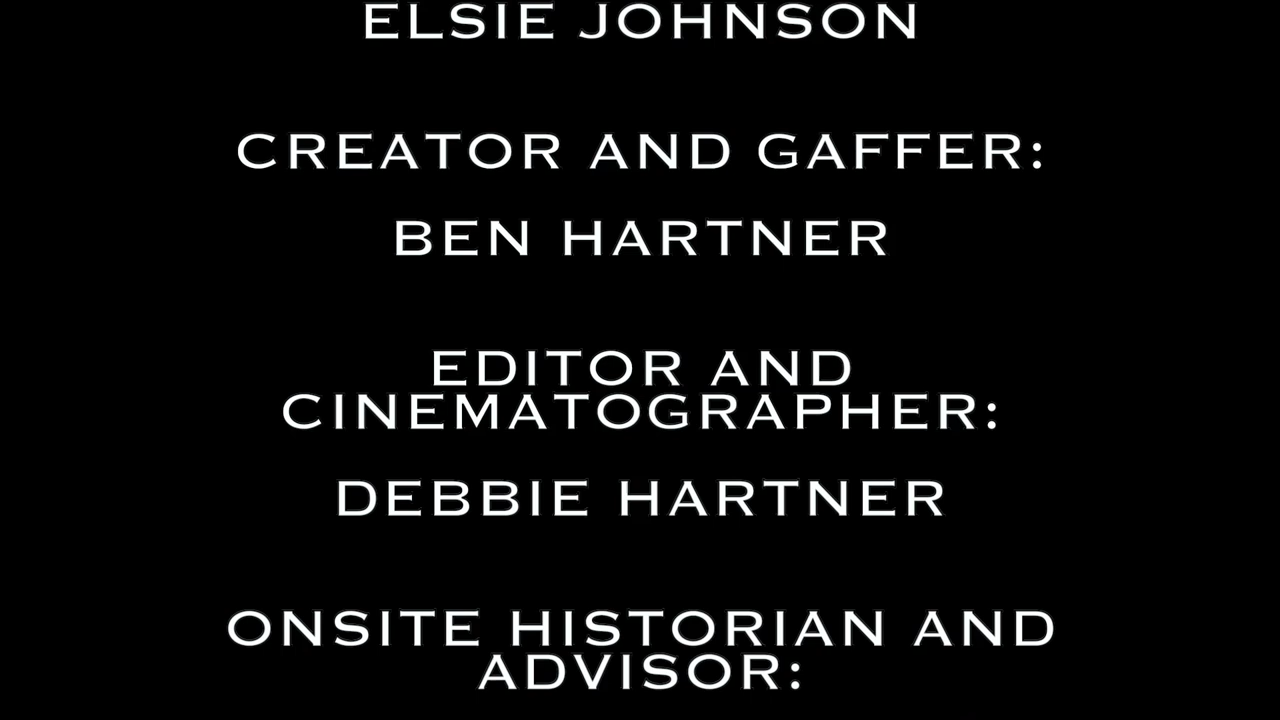 ELSIE JOHNSON
CREATOR AND GAFFER:
BEN HARTNER
EDITOR AND
CINEMATOGRAPHER:
DEBBIE HARTNER
ONSITE HISTORIAN AND
ADVISOR: